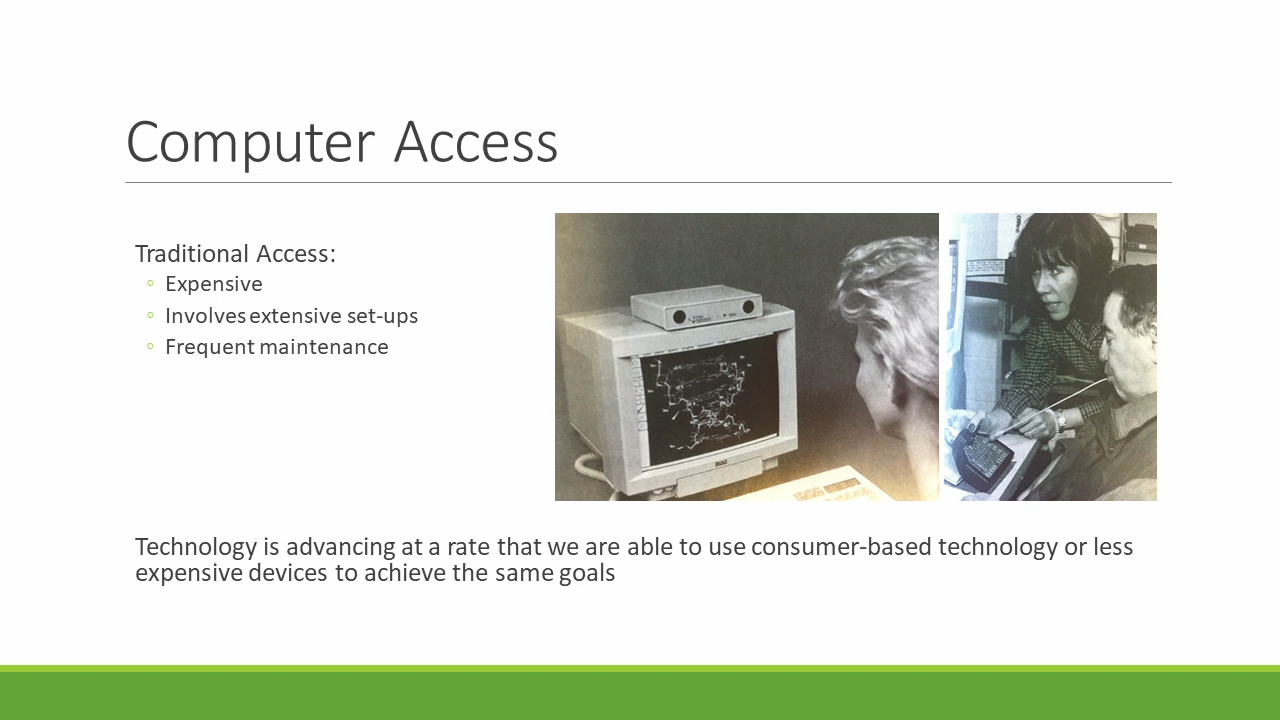 Computer Access
Traditional Access:
Expensive
Involves extensive set-ups
Frequent maintenance
Technology is advancing at a rate that we are able to use consumer-based technology or less
expensive devices to achieve the same goals